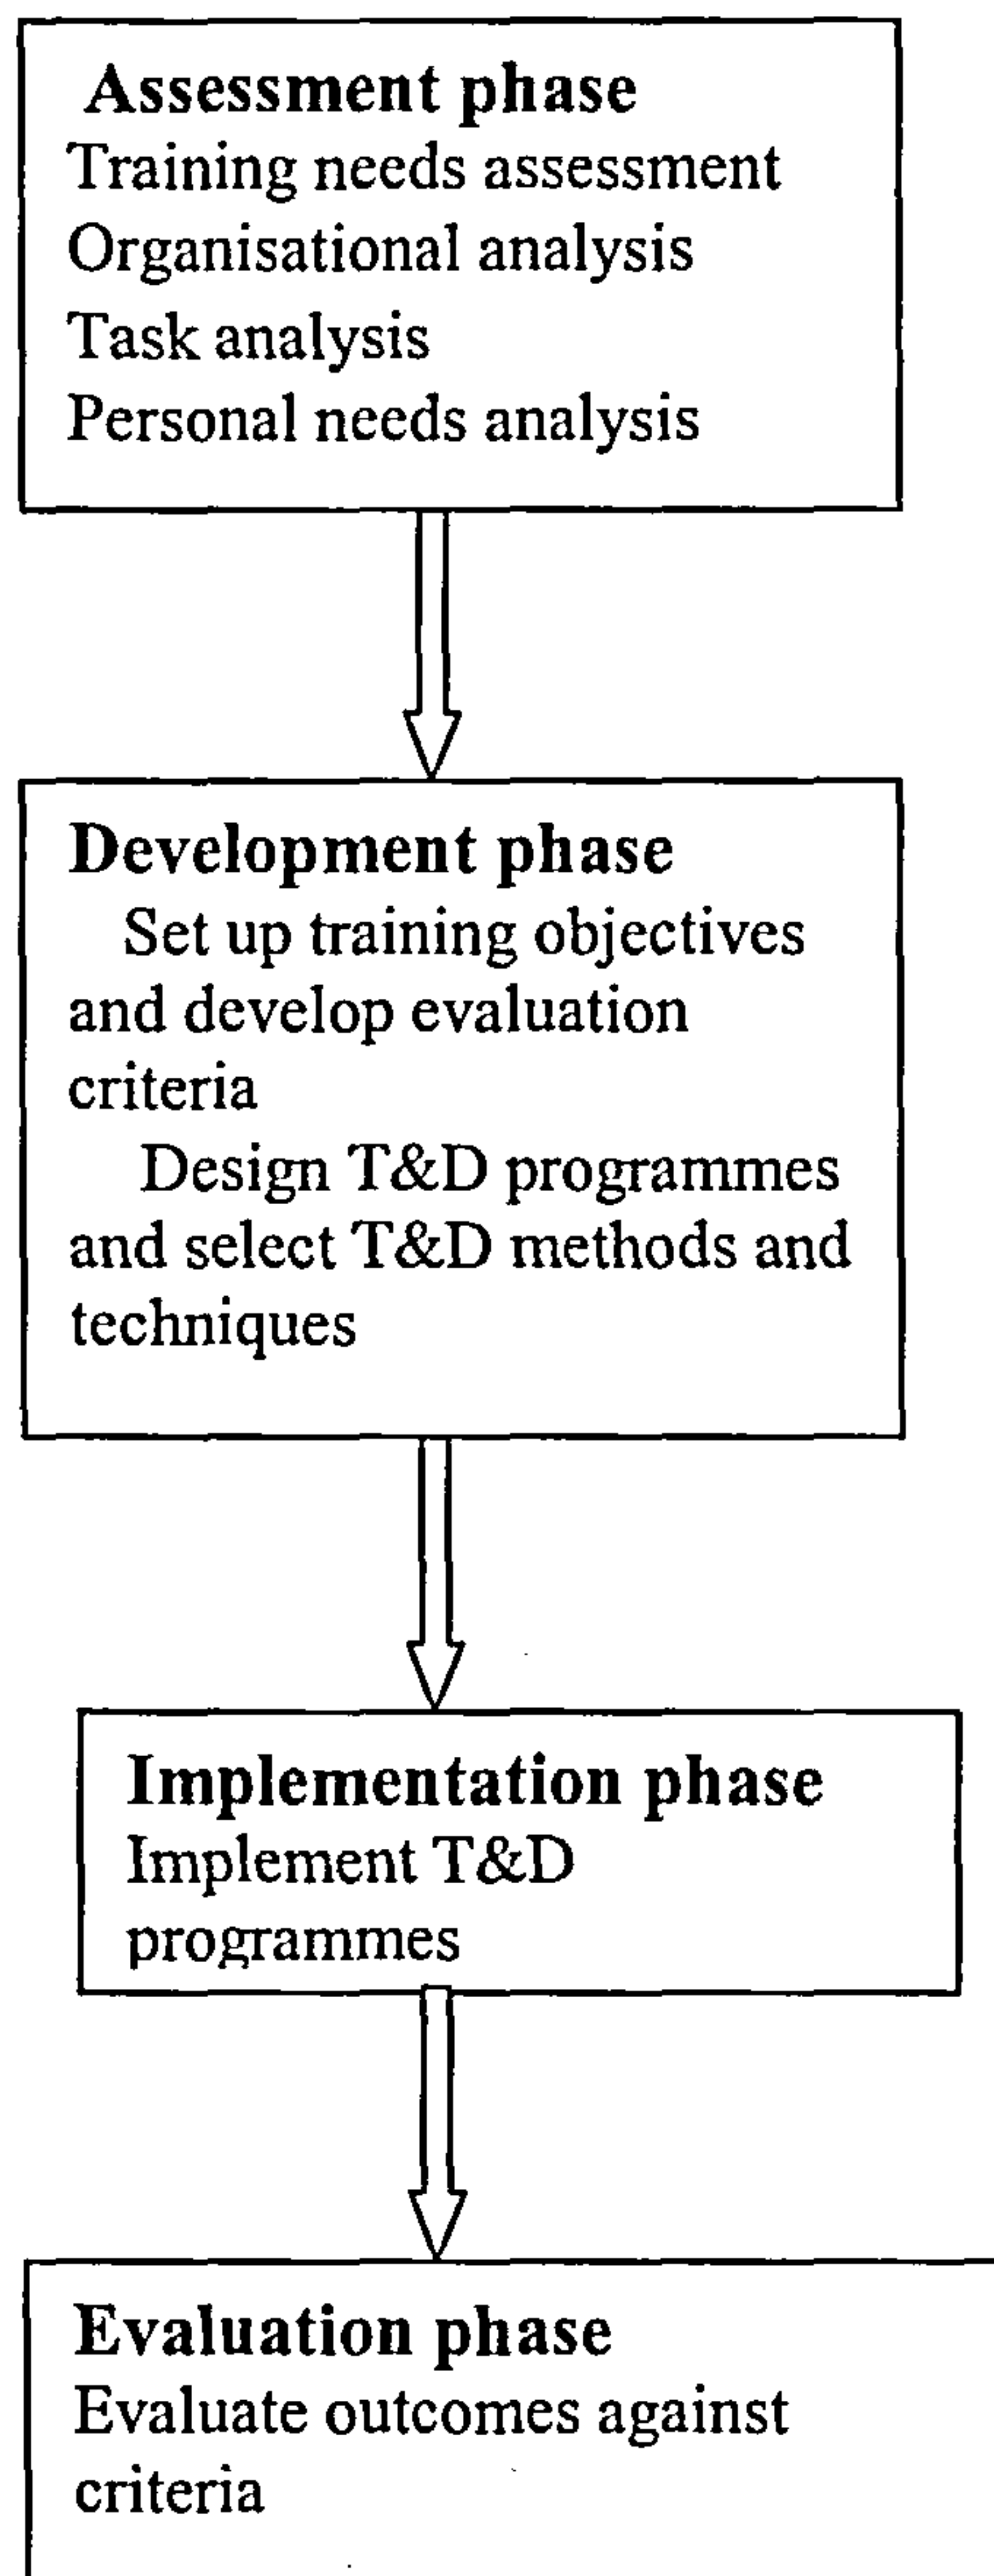 Assessment phase
Training needs assessment
Organisational analysis
Task analysis
Personal needs analysis
Development phase
Set up training objectives
and develop evaluation
criteria
Design T&D programmes
and select T&D methods and
techniques
Implementation phase
Implement T&D
programmes
Evaluation phase
Evaluate outcomes against
criteria